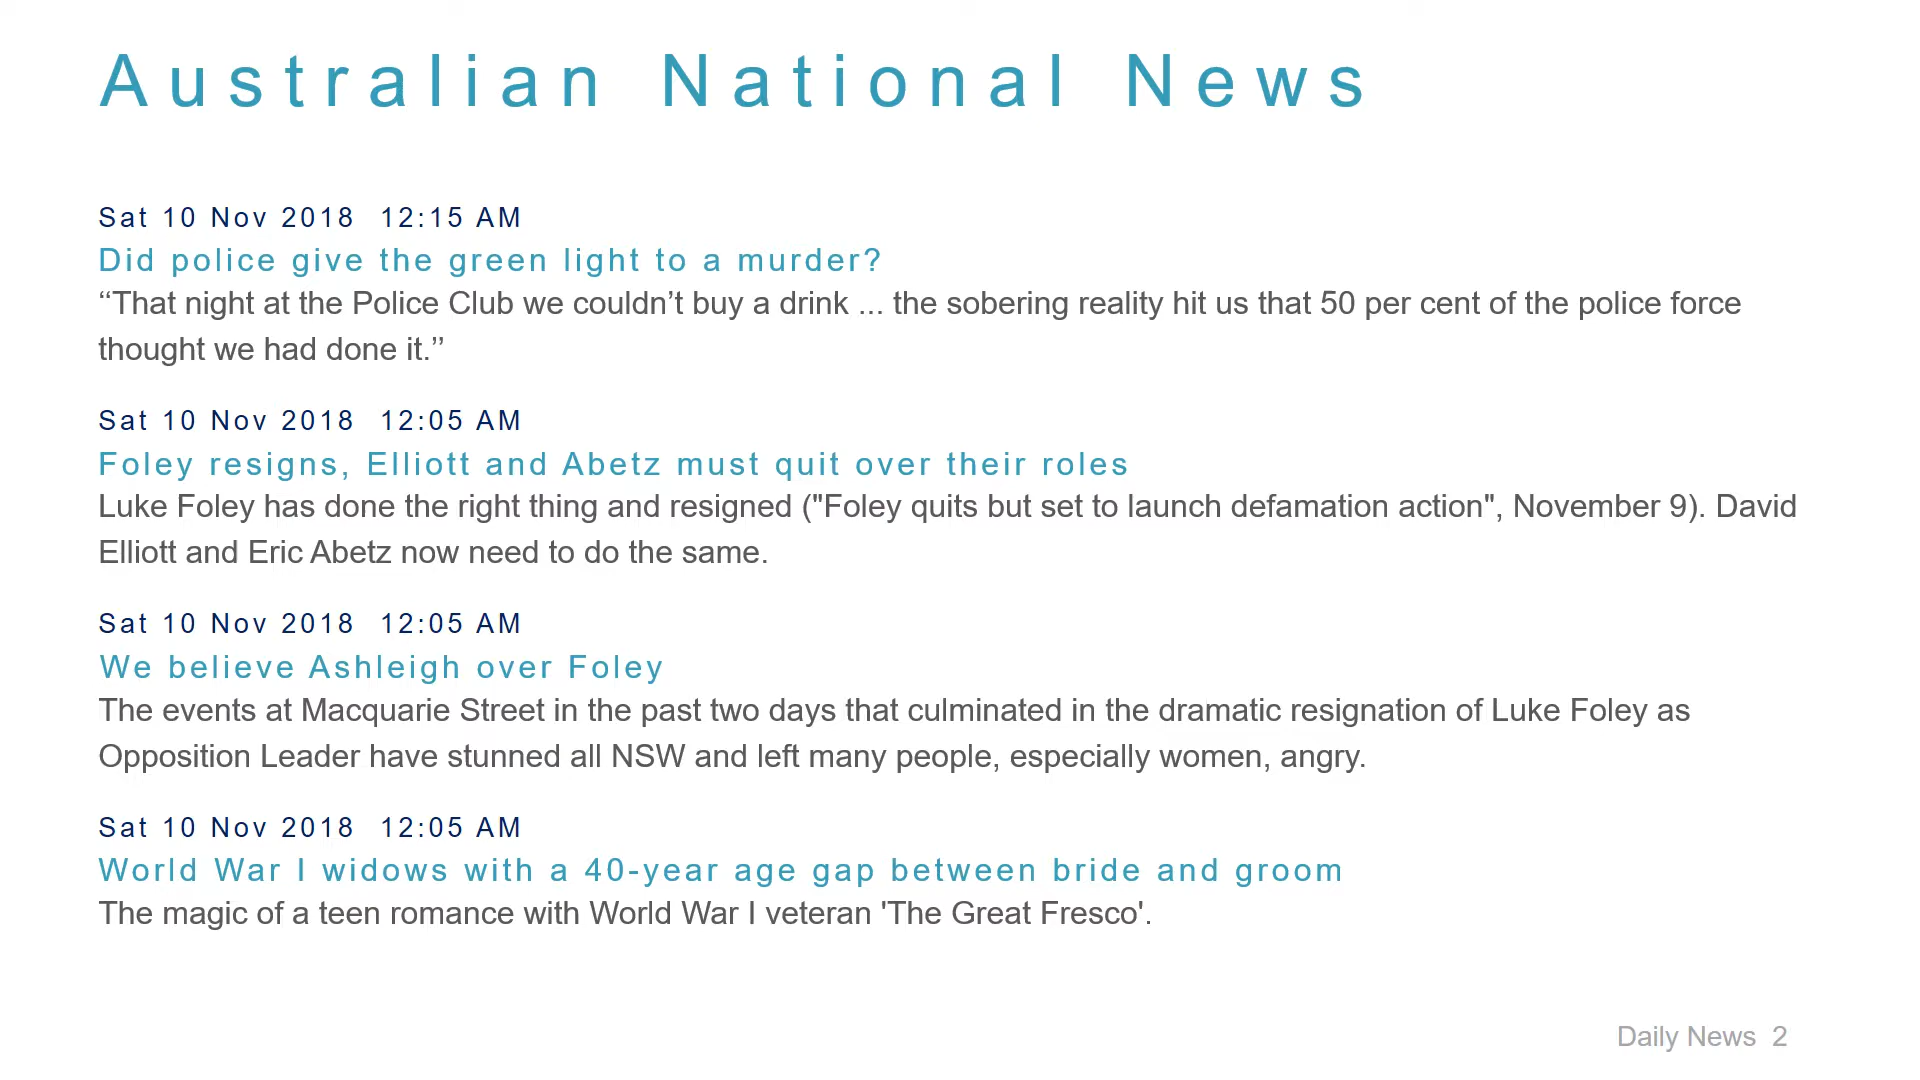 Australian National News
Sat 10 Nov 2018  12:15 AM
Did police give the green light to a murder?
‘‘That night at the Police Club we couldn’t buy a drink ... the sobering reality hit us that 50 per cent of the police force
thought we had done it.’’
Sat 10 Nov 2018  12:05 AM
Foley resigns, Elliott and Abetz must quit over their roles
Luke Foley has done the right thing and resigned ("Foley quits but set to launch defamation action", November 9). David
Elliott and Eric Abetz now need to do the same.
Sat 10 Nov 2018  12:05 AM
We believe Ashleigh over Foley
The events at Macquarie Street in the past two days that culminated in the dramatic resignation of Luke Foley as
Opposition Leader have stunned all NSW and left many people, especially women, angry.
Sat 10 Nov 2018  12:05 AM
World War I widows with a 40-year age gap between bride and groom
The magic of a teen romance with World War I veteran 'The Great Fresco'.
Daily News  2